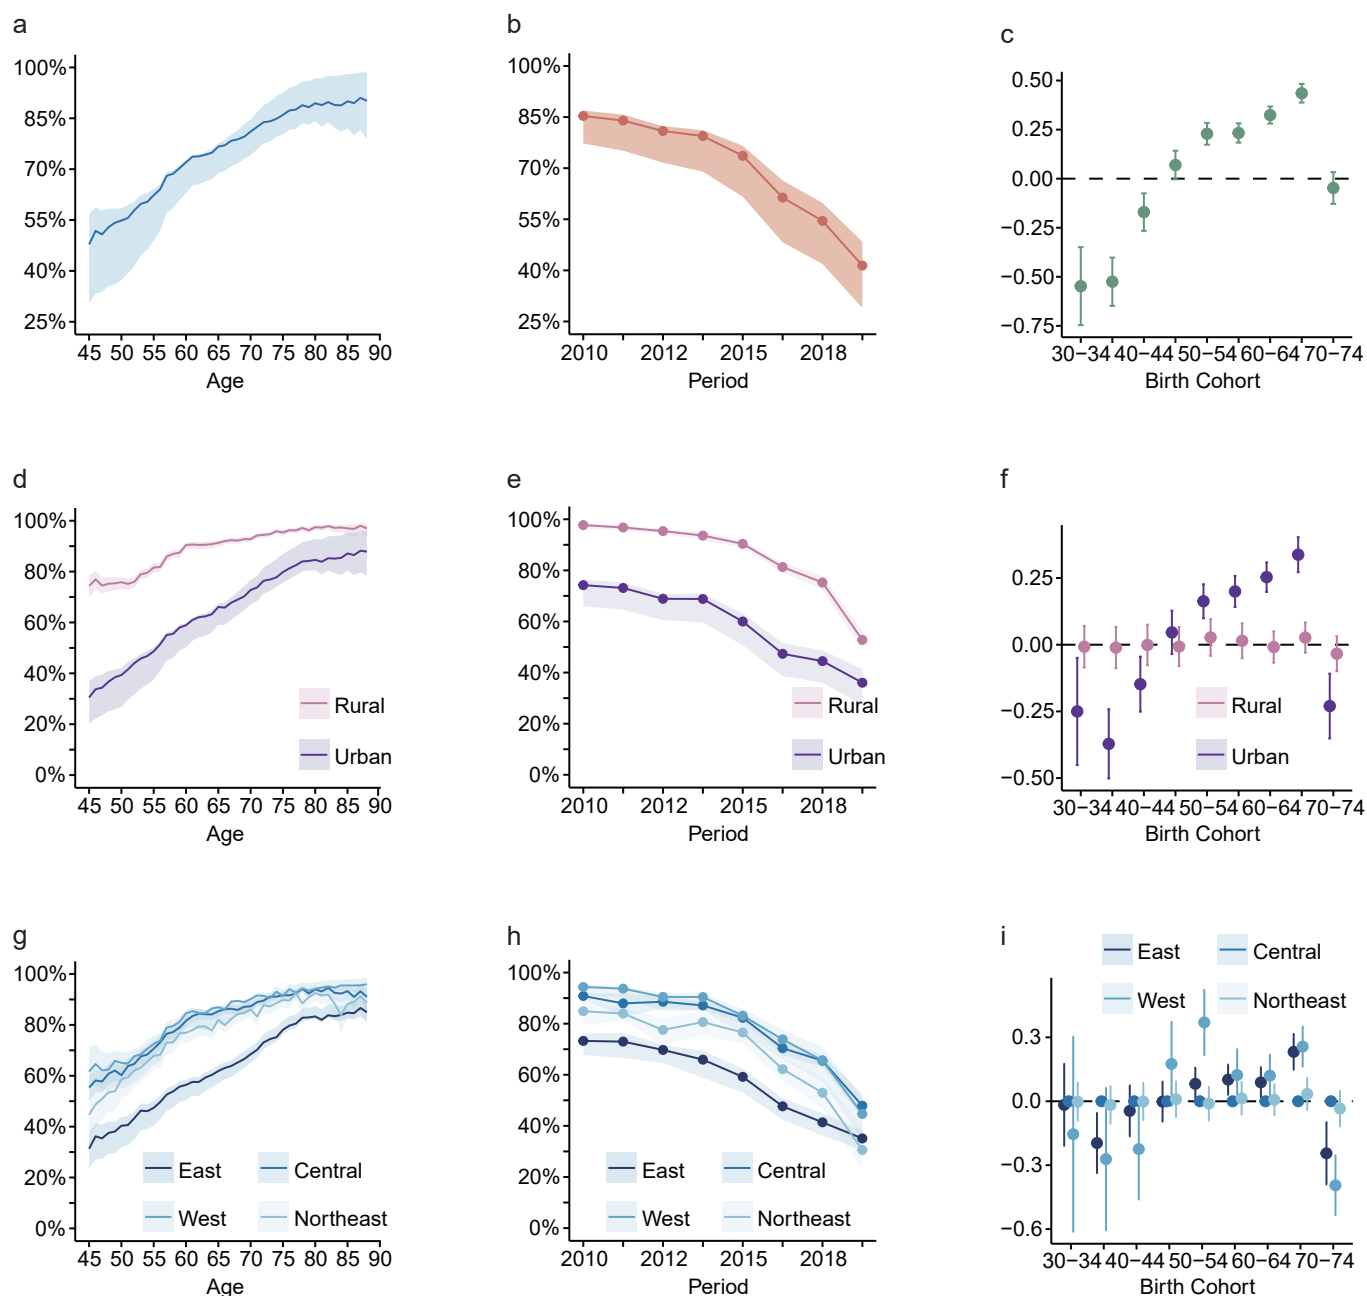 a
100%
85%
70%
55%
40%
25%
45 50 55 60 65 70 75 80 85 90
Age
b
100%
85%
70%
55%
40%
25%
2010 2012 2015 2018
Period
c
0.50
0.25
0.00
−0.25
−0.50
−0.75
30−34 40−44 50−54 60−64 70−74
Birth Cohort
d
100%
80%
60%
40%
20%
0%
Rural
Urban
45 50 55 60 65 70 75 80 85 90
Age
e
100%
80%
60%
40%
20%
0%
Rural
Urban
2010 2012 2015 2018
Period
f
0.25
0.00
−0.25
−0.50
Rural
Urban
30−34 40−44 50−54 60−64 70−74
Birth Cohort
g
100%
80%
60%
40%
20%
0%
East Central
West Northeast
45 50 55 60 65 70 75 80 85 90
Age
h
100%
80%
60%
40%
20%
0%
East Central
West Northeast
2010 2012 2015 2018
Period
i
East Central
West Northeast
0.3
0.0
−0.3
−0.6
30−34 40−44 50−54 60−64 70−74
Birth Cohort